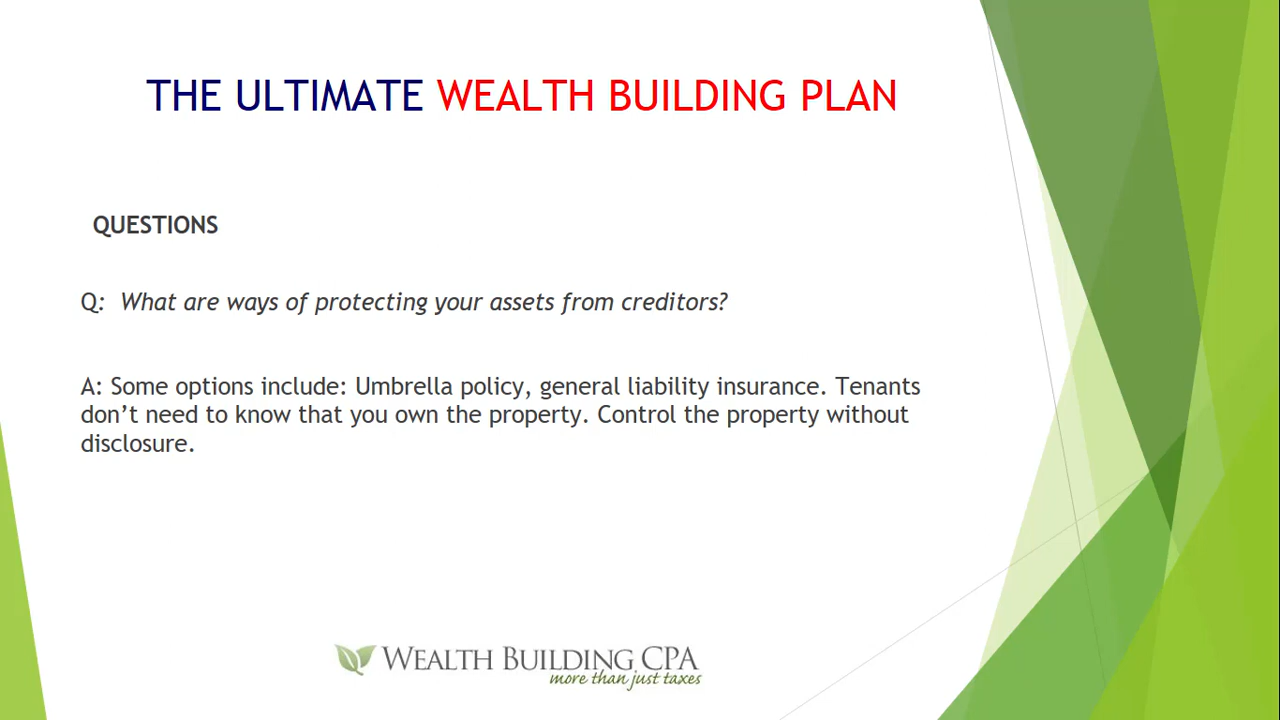 THE ULTIMATE WEALTH BUILDING PLAN
QUESTIONS
Q: What are ways of protecting your assets from creditors?
A: Some options include: Umbrella policy, general liability insurance. Tenants
don’t need to know that you own the property. Control the property without
disclosure.
WEALTH BUILDING CPA
more than just taxes